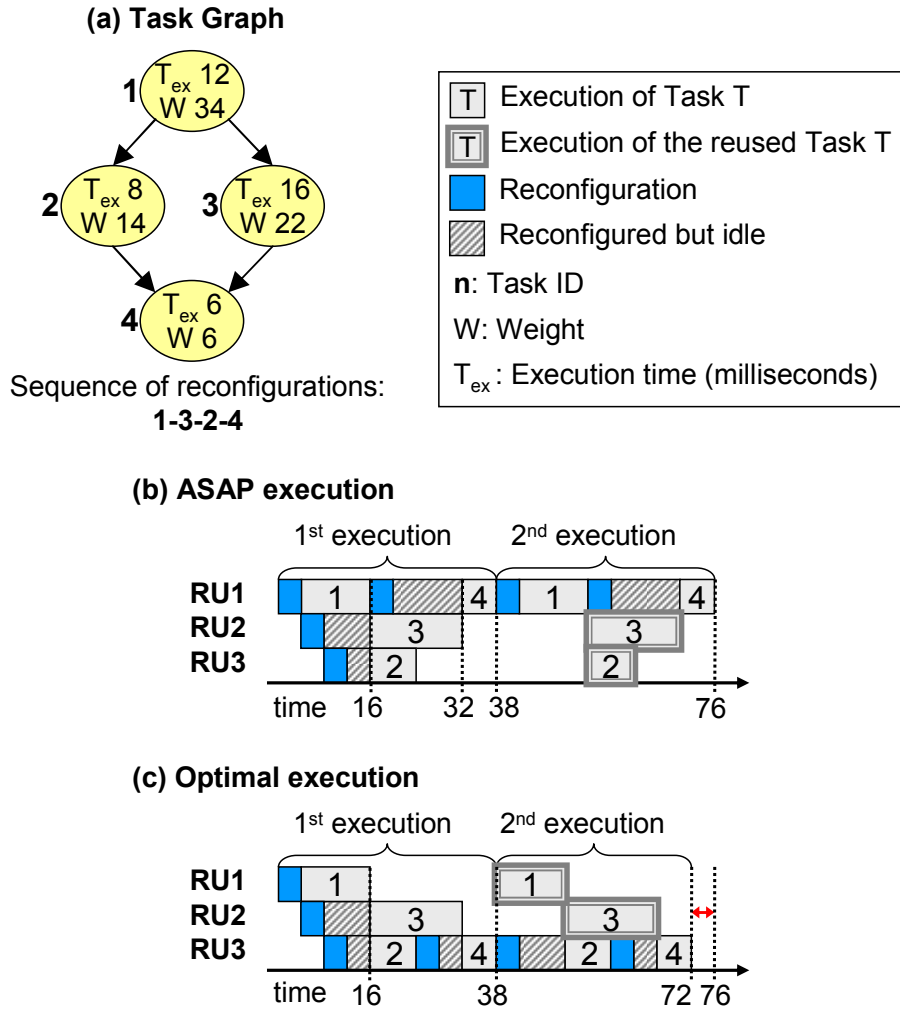 (a) Task Graph
1
T_ex 12
W 34
2
T_ex 8
W 14
3
T_ex 16
W 22
4
T_ex 6
W 6
Sequence of reconfigurations:
1-3-2-4
T Execution of Task T
T Execution of the reused Task T
Reconfiguration
Reconfigured but idle
n: Task ID
W: Weight
T_ex : Execution time (milliseconds)
(b) ASAP execution
1st execution 2nd execution
RU1 1 4 1 4
RU2 3 3
RU3 2 2
time 16 32 38 76
(c) Optimal execution
1st execution 2nd execution
RU1 1 1
RU2 3 3
RU3 2 4 2 4
time 16 38 72 76